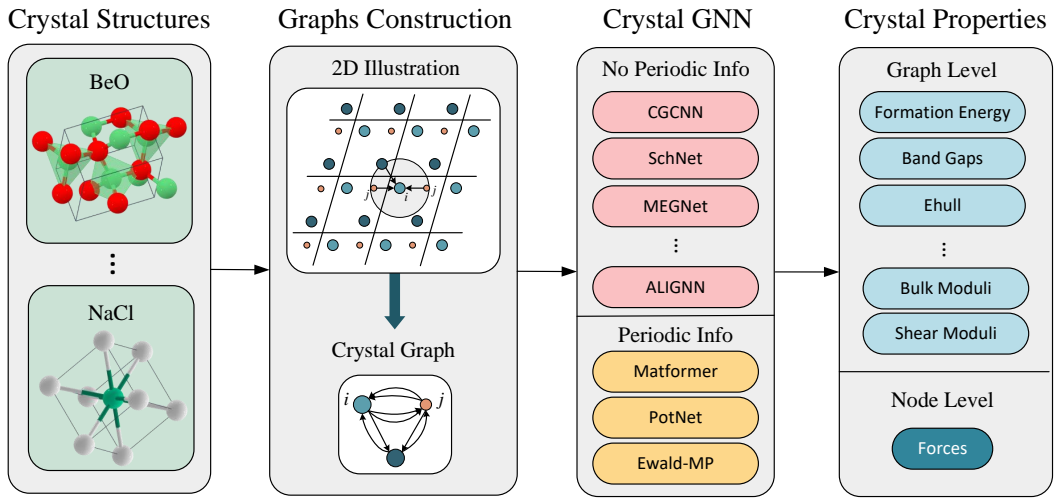 Crystal Structures
BeO
⋮
NaCl
Graphs Construction
2D Illustration
j
i
j
Crystal Graph
i
j
Crystal GNN
No Periodic Info
CGCNN
SchNet
MEGNet
⋮
ALIGNN
Periodic Info
Matformer
PotNet
Ewald-MP
Crystal Properties
Graph Level
Formation Energy
Band Gaps
Ehull
⋮
Bulk Moduli
Shear Moduli
Node Level
Forces